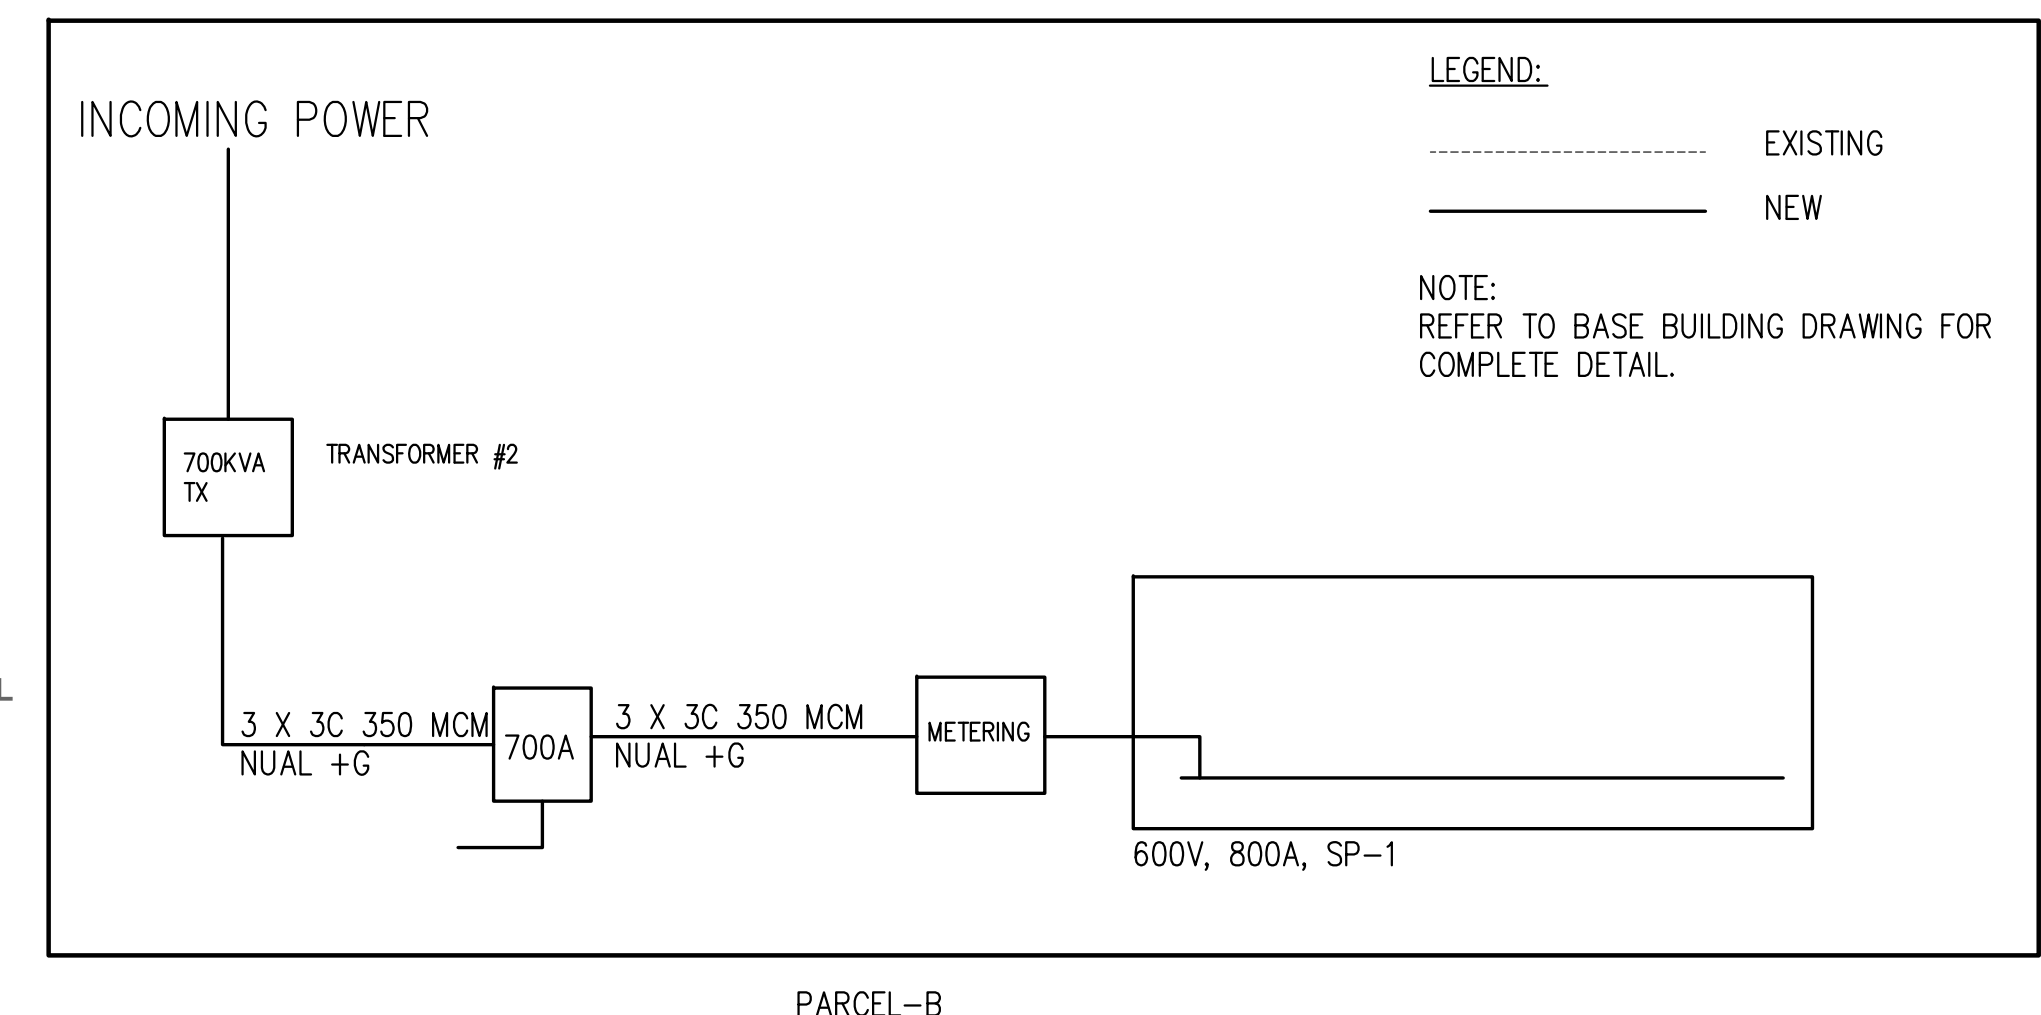 INCOMING POWER
LEGEND:
EXISTING
NEW
NOTE:
REFER TO BASE BUILDING DRAWING FOR
COMPLETE DETAIL.
700KVA
TX
TRANSFORMER #2
3 X 3C 350 MCM
NUAL +G
700A
3 X 3C 350 MCM
NUAL +G
METERING
600V, 800A, SP-1
PARCEL-B